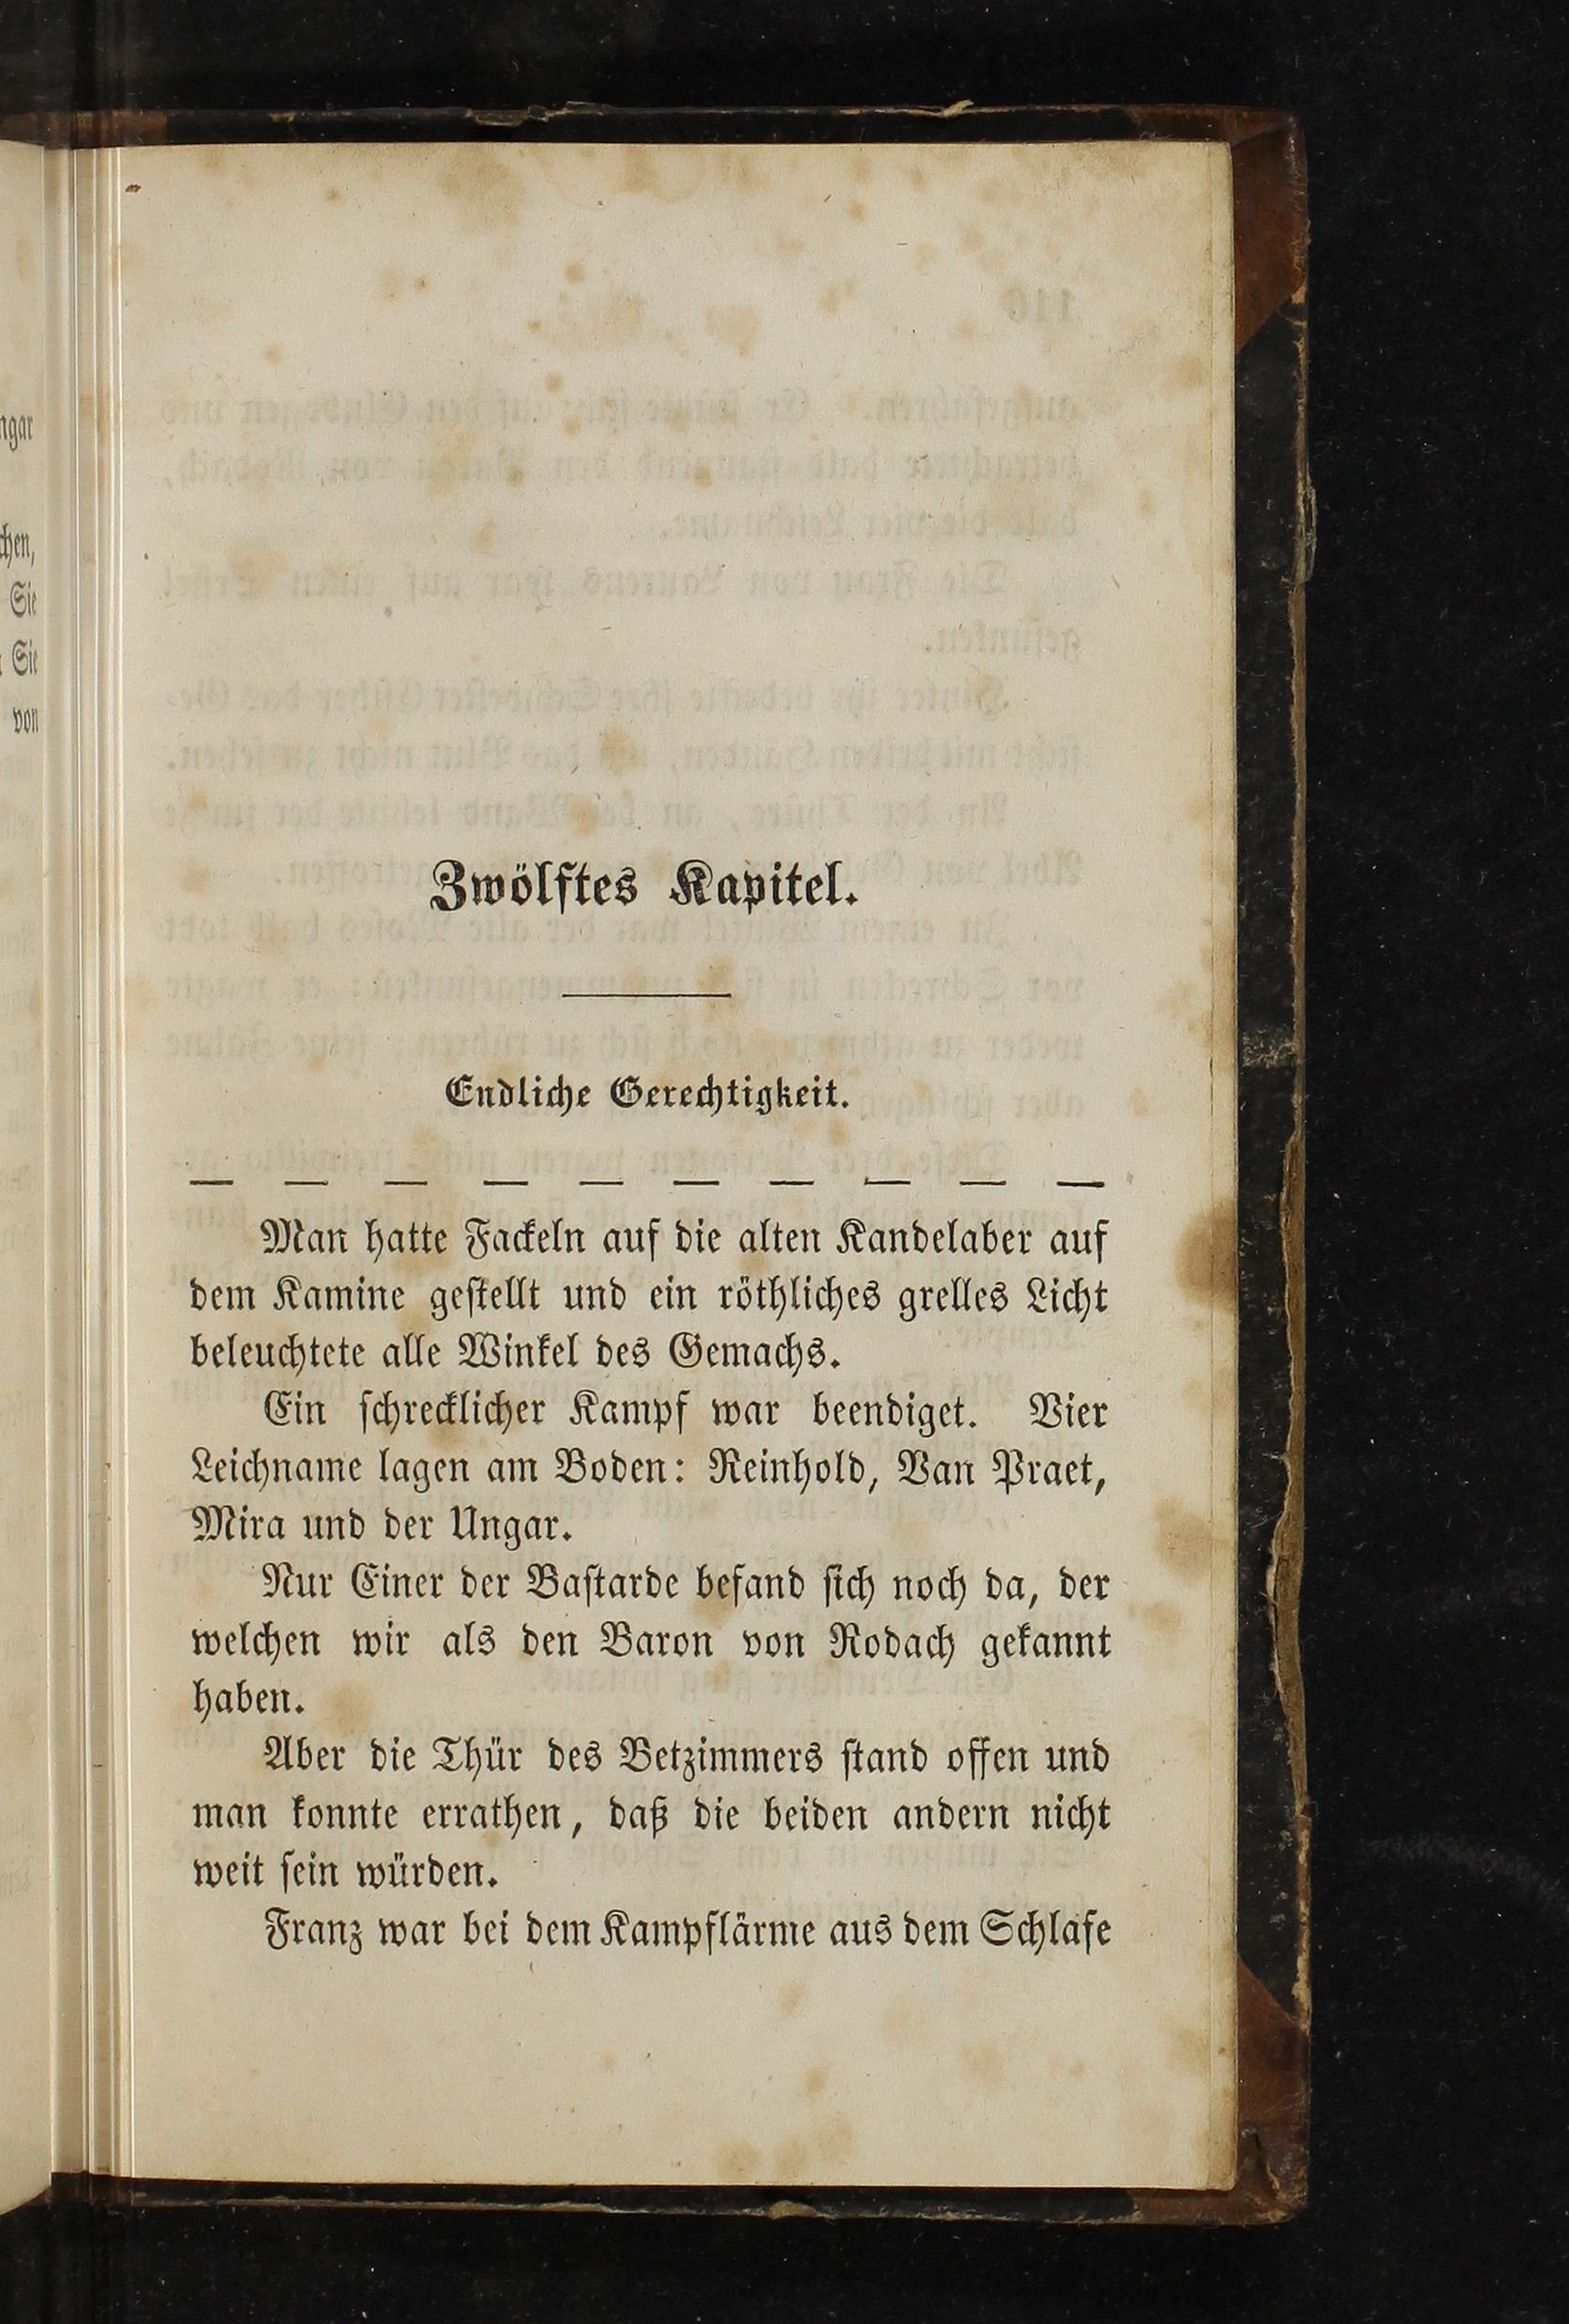 Zwölftes Kapitel.
Endliche Gerechtigkeit.
— — — — — — — — — —
Man hatte Fackeln auf die alten Kandelaber auf
dem Kamine gestellt und ein röthliches grelles Licht
beleuchtete alle Winkel des Gemachs.
Ein schrecklicher Kampf war beendiget. Vier
Leichname lagen am Boden: Reinhold, Van Praet,
Mira und der Ungar.
Nur Einer der Bastarde befand sich noch da, der
welchen wir als den Baron von Rodach gekannt
haben.
Aber die Thür des Betzimmers stand offen und
man konnte errathen, daß die beiden andern nicht
weit sein würden.
Franz war bei dem Kampflärme aus dem Schlafe